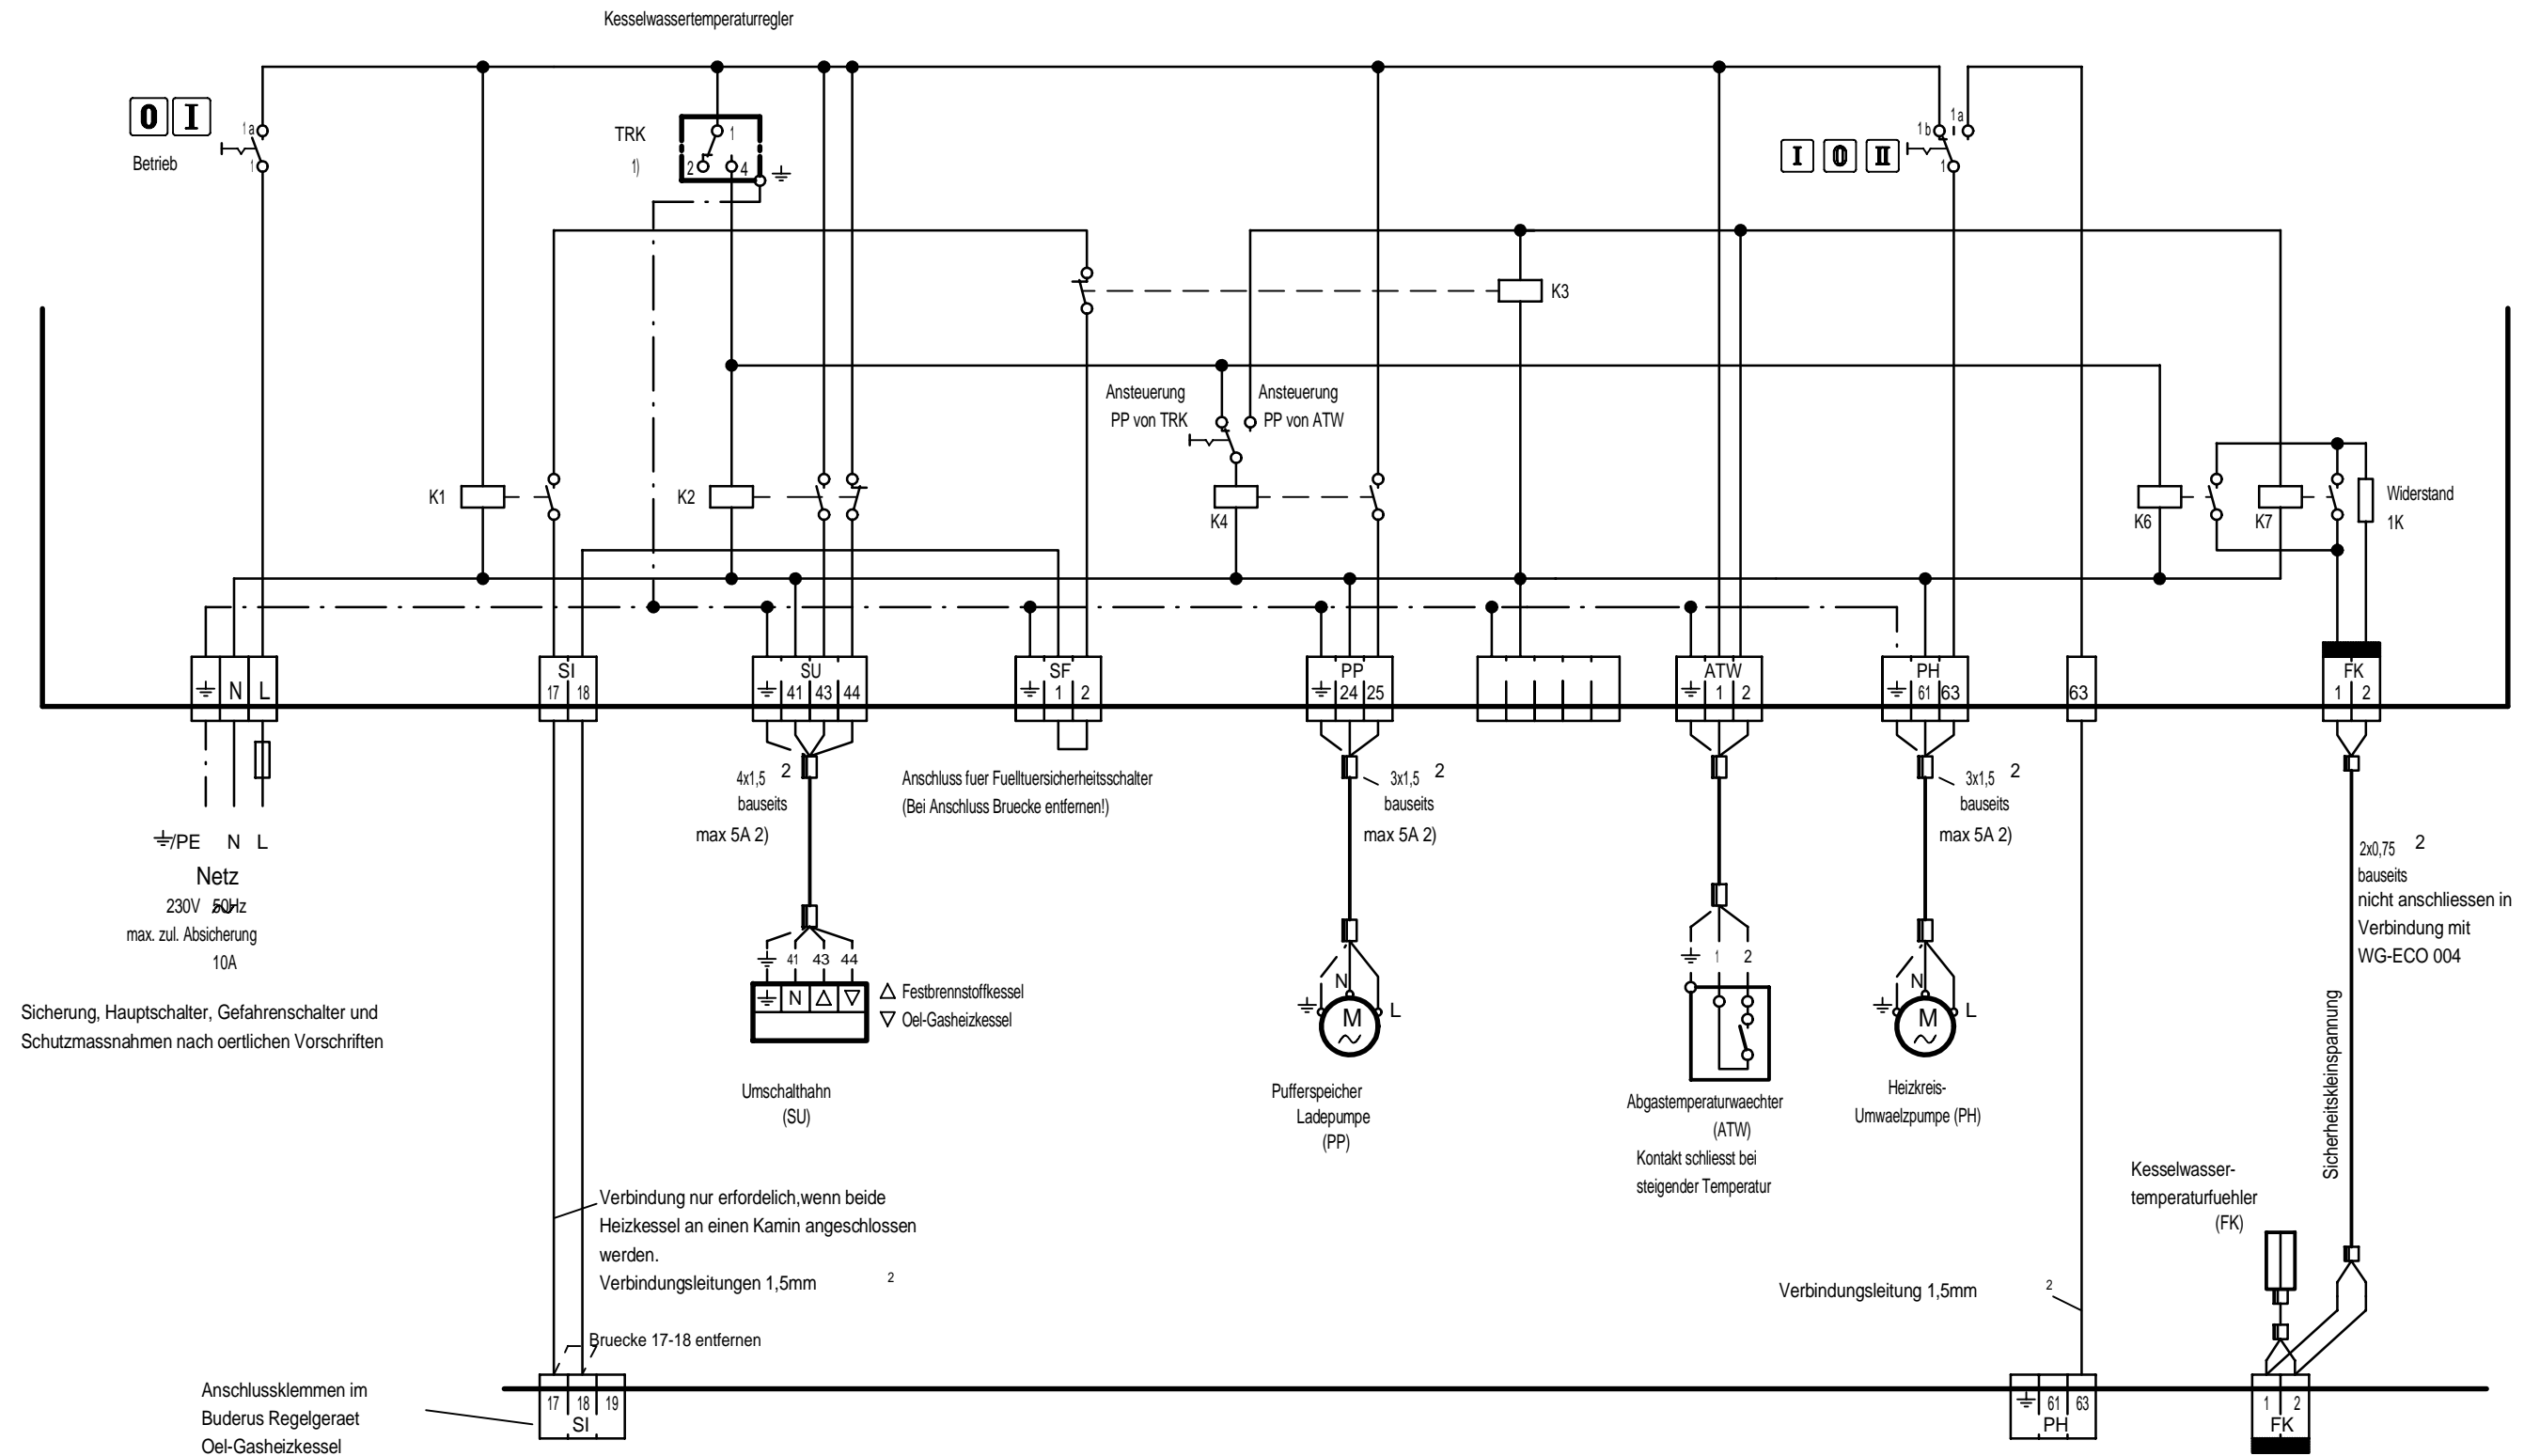 Kesselwassertemperaturregler
0 I
1a
1
Betrieb
TRK
1)
1
2
4
I 0 II
1b
1a
1
K3
Ansteuerung
PP von TRK
Ansteuerung
PP von ATW
K1
K2
K4
K6
K7
Widerstand
1K
N L
SI
17 18
SU
41 43 44
SF
1 2
PP
24 25
ATW
1 2
PH
61 63
63
FK
1 2
4x1,5 2
bauseits
max 5A 2)
Anschluss fuer Fuelltuersicherheitsschalter
(Bei Anschluss Bruecke entfernen!)
3x1,5 2
bauseits
max 5A 2)
3x1,5 2
bauseits
max 5A 2)
2x0,75 2
bauseits
nicht anschliessen in
Verbindung mit
WG-ECO 004
Sicherheitskleinspannung
/PE N L
Netz
230V 50Hz
max. zul. Absicherung
10A
Sicherung, Hauptschalter, Gefahrenschalter und
Schutzmassnahmen nach oertlichen Vorschriften
41 43 44
N
△ Festbrennstoffkessel
▽ Oel-Gasheizkessel
Umschalthahn
(SU)
N
M
L
Pufferspeicher
Ladepumpe
(PP)
1 2
Abgastemperaturwaechter
(ATW)
Kontakt schliesst bei
steigender Temperatur
N
M
L
Heizkreis-
Umwaelzpumpe (PH)
Kesselwasser-
temperaturfuehler
(FK)
Verbindung nur erfordelich,wenn beide
Heizkessel an einen Kamin angeschlossen
werden.
Verbindungsleitungen 1,5mm 2
Verbindungsleitung 1,5mm 2
Bruecke 17-18 entfernen
Anschlussklemmen im
Buderus Regelgeraet
Oel-Gasheizkessel
17 18 19
SI
61 63
PH
1 2
FK